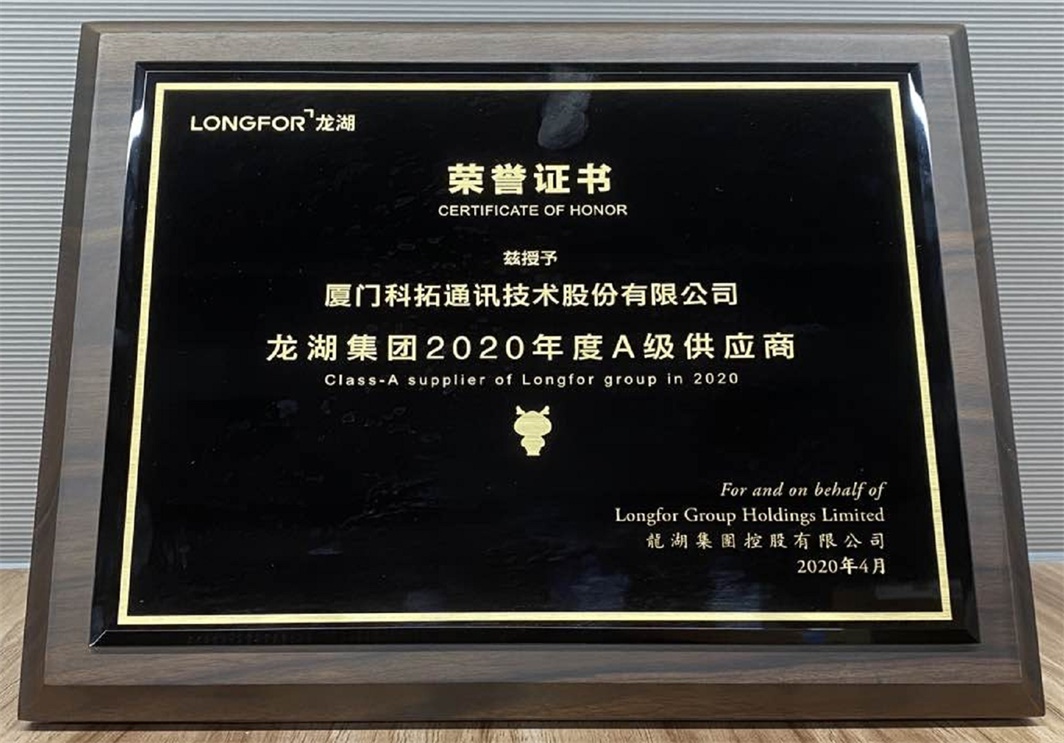 LONGFOR 龙湖
荣誉证书
CERTIFICATE OF HONOR
兹授予
厦门科拓通讯技术股份有限公司
龙湖集团2020年度A级供应商
Class-A supplier of Longfor group in 2020
For and on behalf of
Longfor Group Holdings Limited
龍湖集團控股有限公司
2020年4月